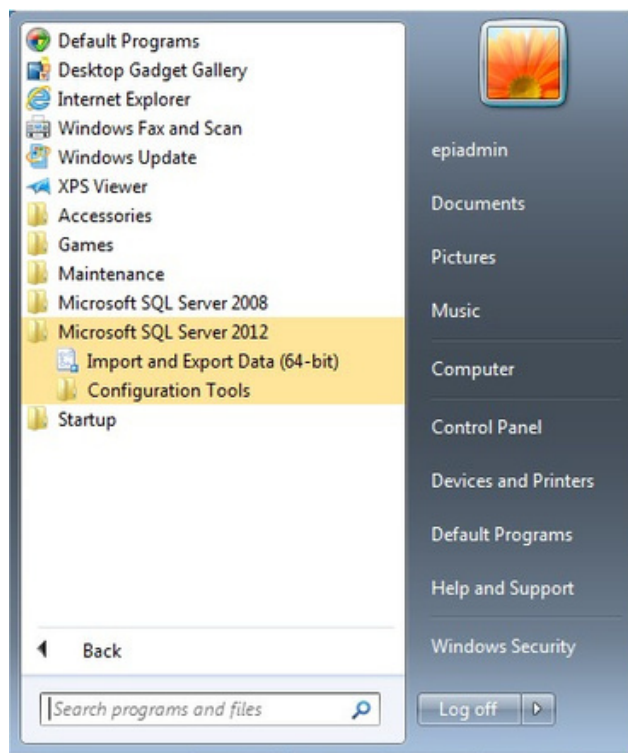 Default Programs
Desktop Gadget Gallery
Internet Explorer
Windows Fax and Scan
Windows Update
XPS Viewer
Accessories
Games
Maintenance
Microsoft SQL Server 2008
Microsoft SQL Server 2012
Import and Export Data (64-bit)
Configuration Tools
Startup
Back
Search programs and files
epiadmin
Documents
Pictures
Music
Computer
Control Panel
Devices and Printers
Default Programs
Help and Support
Windows Security
Log off